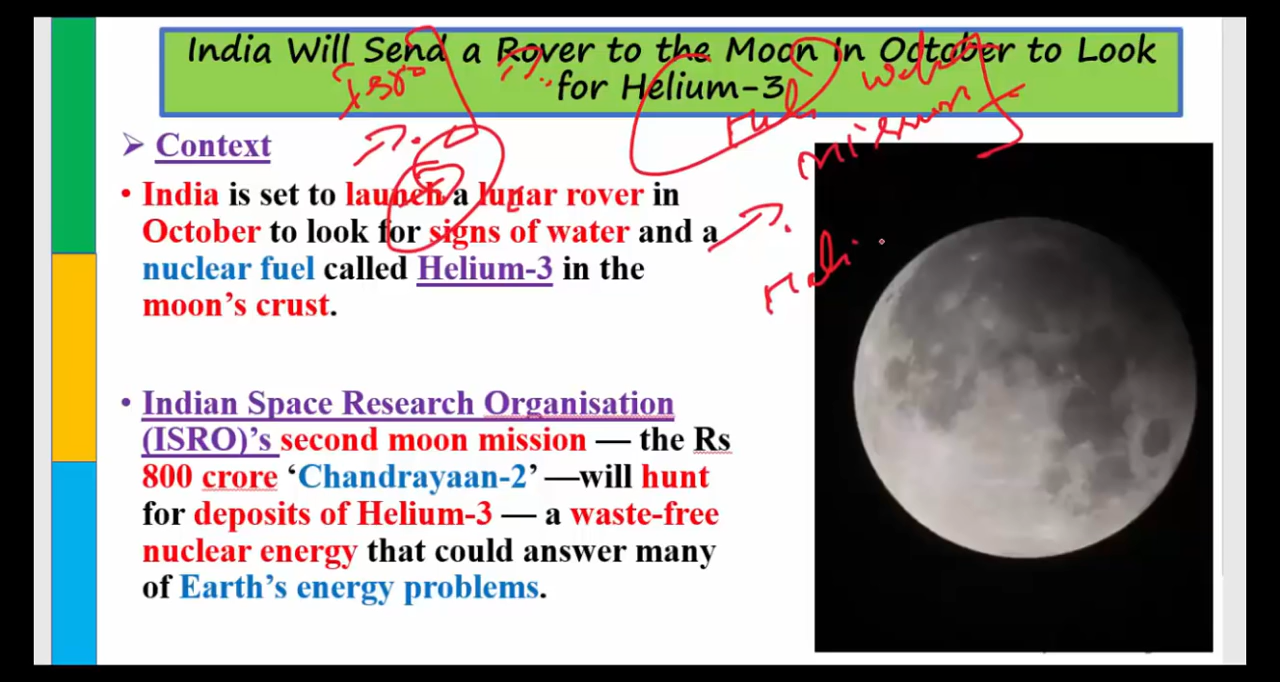 India Will Send a Rover to the Moon In October to Look
for Helium-3
Isro
➢ Context
• India is set to launch a lunar rover in
October to look for signs of water and a
nuclear fuel called Helium-3 in the
moon's crust.
• Indian Space Research Organisation
(ISRO)'s second moon mission — the Rs
800 crore ‘Chandrayaan-2’ —will hunt
for deposits of Helium-3 — a waste-free
nuclear energy that could answer many
of Earth's energy problems.